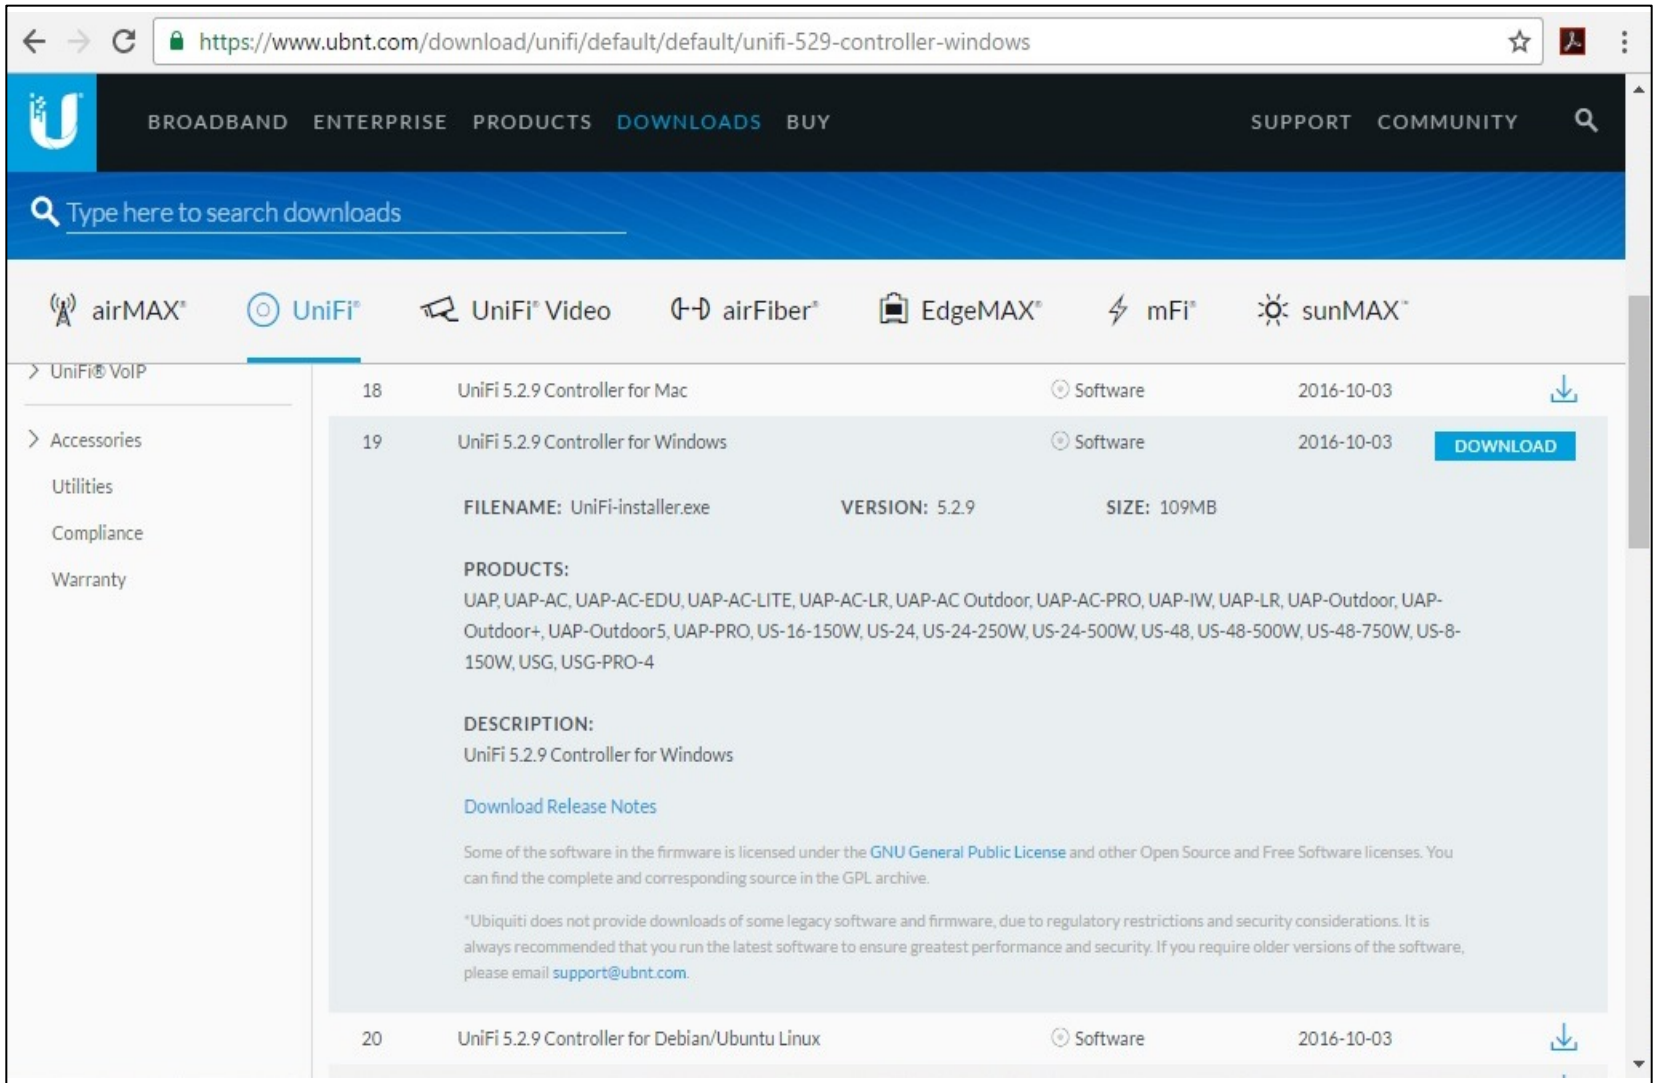 https://www.ubnt.com/download/unifi/default/default/unifi-529-controller-windows
BROADBAND ENTERPRISE PRODUCTS DOWNLOADS BUY SUPPORT COMMUNITY
Type here to search downloads
airMAX® UniFi® UniFi® Video airFiber® EdgeMAX® mFi® sunMAX™
UniFi® VoIP
Accessories
Utilities
Compliance
Warranty
18 UniFi 5.2.9 Controller for Mac Software 2016-10-03
19 UniFi 5.2.9 Controller for Windows Software 2016-10-03 DOWNLOAD
FILENAME: UniFi-installer.exe VERSION: 5.2.9 SIZE: 109MB
PRODUCTS:
UAP, UAP-AC, UAP-AC-EDU, UAP-AC-LITE, UAP-AC-LR, UAP-AC Outdoor, UAP-AC-PRO, UAP-IW, UAP-LR, UAP-Outdoor, UAP-
Outdoor+, UAP-Outdoor5, UAP-PRO, US-16-150W, US-24, US-24-250W, US-24-500W, US-48, US-48-500W, US-48-750W, US-8-
150W, USG, USG-PRO-4
DESCRIPTION:
UniFi 5.2.9 Controller for Windows
Download Release Notes
Some of the software in the firmware is licensed under the GNU General Public License and other Open Source and Free Software licenses. You
can find the complete and corresponding source in the GPL archive.
*Ubiquiti does not provide downloads of some legacy software and firmware, due to regulatory restrictions and security considerations. It is
always recommended that you run the latest software to ensure greatest performance and security. If you require older versions of the software,
please email support@ubnt.com.
20 UniFi 5.2.9 Controller for Debian/Ubuntu Linux Software 2016-10-03